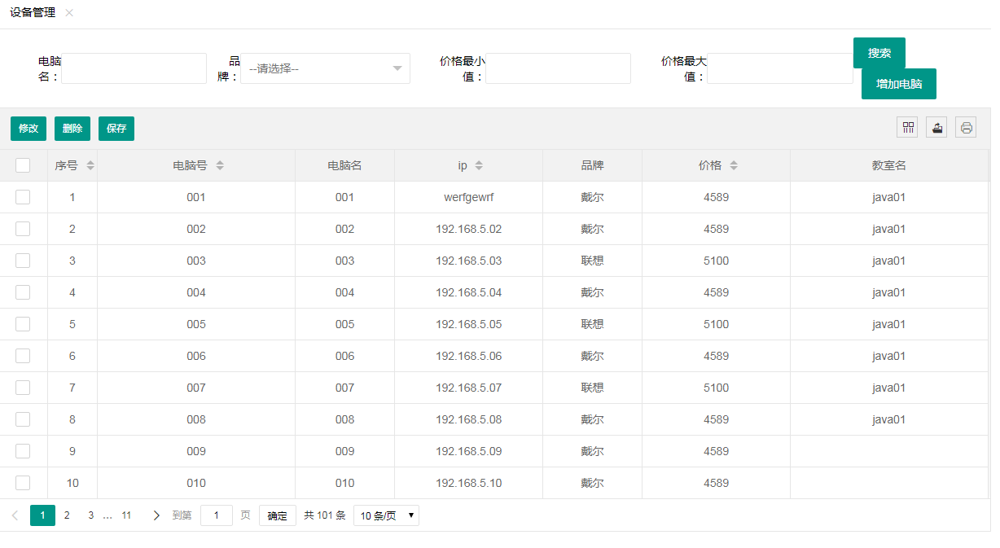 设备管理
电脑名： 品牌： --请选择-- 价格最小值： 价格最大值： 搜索
增加电脑
修改 删除 保存
序号 电脑号 电脑名 ip 品牌 价格 教室名
1 001 001 werfgewrf 戴尔 4589 java01
2 002 002 192.168.5.02 戴尔 4589 java01
3 003 003 192.168.5.03 联想 5100 java01
4 004 004 192.168.5.04 戴尔 4589 java01
5 005 005 192.168.5.05 联想 5100 java01
6 006 006 192.168.5.06 戴尔 4589 java01
7 007 007 192.168.5.07 联想 5100 java01
8 008 008 192.168.5.08 戴尔 4589 java01
9 009 009 192.168.5.09 戴尔 4589
10 010 010 192.168.5.10 戴尔 4589
1 2 3 … 11 到第 1 页 确定 共 101 条 10 条/页